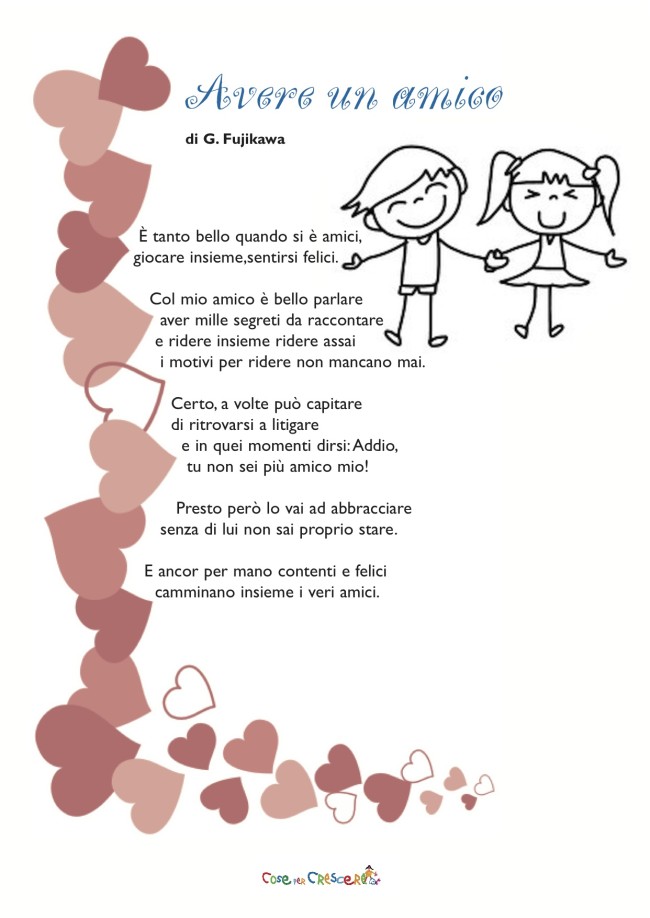 Avere un amico
di G. Fujikawa
È tanto bello quando si è amici,
giocare insieme,sentirsi felici.
Col mio amico è bello parlare
aver mille segreti da raccontare
e ridere insieme ridere assai
i motivi per ridere non mancano mai.
Certo, a volte può capitare
di ritrovarsi a litigare
e in quei momenti dirsi: Addio,
tu non sei più amico mio!
Presto però lo vai ad abbracciare
senza di lui non sai proprio stare.
E ancor per mano contenti e felici
camminano insieme i veri amici.
Cose per Crescere